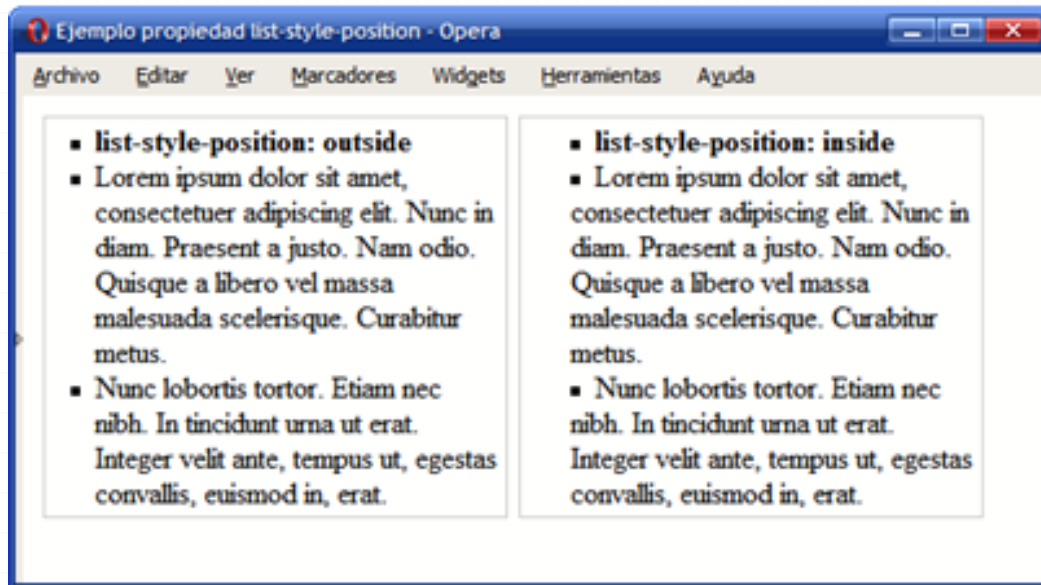 Ejemplo propiedad list-style-position - Opera
Archivo Editar Ver Marcadores Widgets Herramientas Ayuda
list-style-position: outside
Lorem ipsum dolor sit amet,
consectetuer adipiscing elit. Nunc in
diam. Praesent a justo. Nam odio.
Quisque a libero vel massa
malesuada scelerisque. Curabitur
metus.
Nunc lobortis tortor. Etiam nec
nibh. In tincidunt urna ut erat.
Integer velit ante, tempus ut, egestas
convallis, euismod in, erat.
list-style-position: inside
Lorem ipsum dolor sit amet,
consectetuer adipiscing elit. Nunc in
diam. Praesent a justo. Nam odio.
Quisque a libero vel massa
malesuada scelerisque. Curabitur
metus.
Nunc lobortis tortor. Etiam nec
nibh. In tincidunt urna ut erat.
Integer velit ante, tempus ut, egestas
convallis, euismod in, erat.